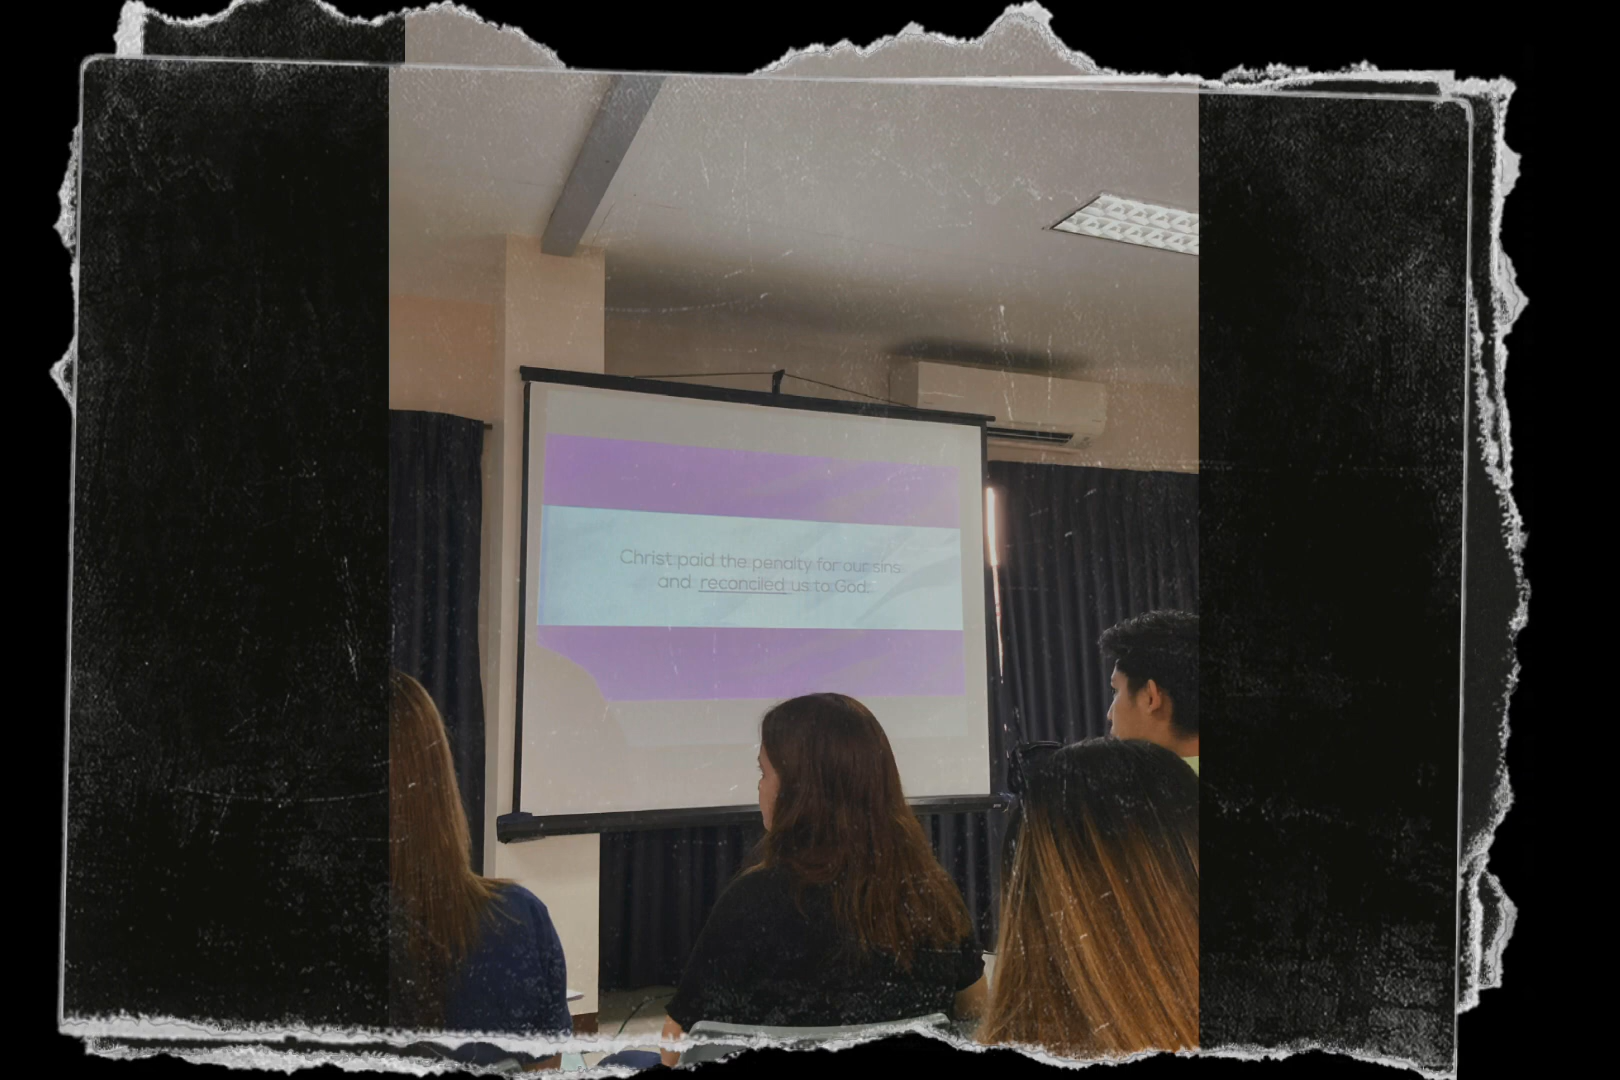 Christ paid the penalty for our sins
and reconciled us to God.